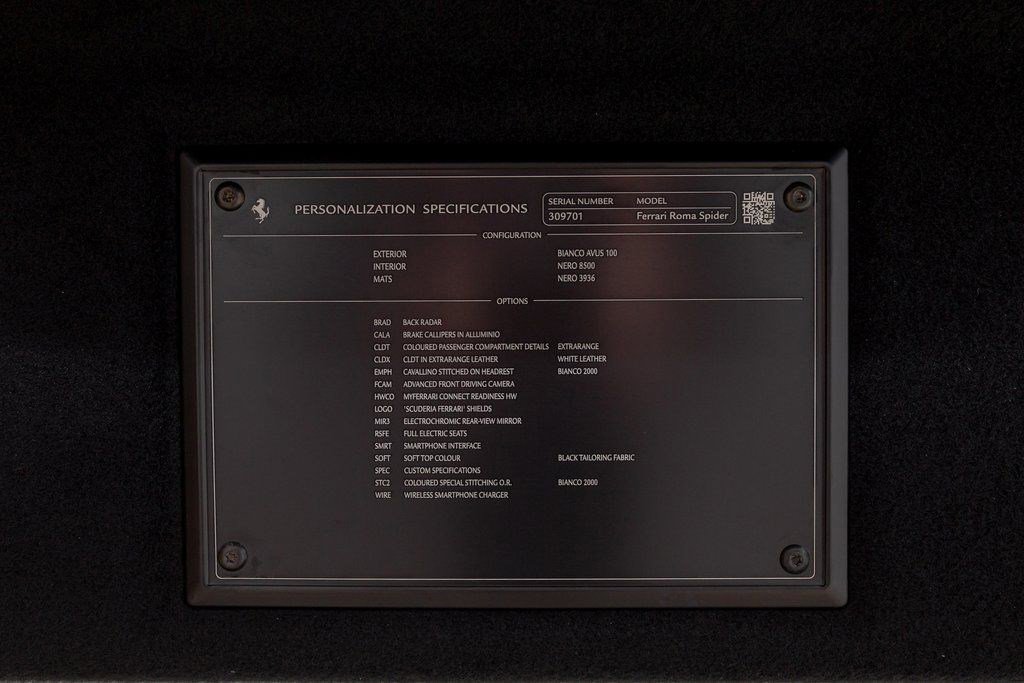 PERSONALIZATION SPECIFICATIONS
SERIAL NUMBER MODEL
309701 Ferrari Roma Spider
CONFIGURATION
EXTERIOR BIANCO AVUS 100
INTERIOR NERO 8500
MATS NERO 3936
OPTIONS
BRAD BACK RADAR
CALA BRAKE CALLIPERS IN ALLUMINIO
CLDT COLOURED PASSENGER COMPARTMENT DETAILS EXTRARANGE
CLDX CLDT IN EXTRARANGE LEATHER WHITE LEATHER
EMPH CAVALLINO STITCHED ON HEADREST BIANCO 2000
FCAM ADVANCED FRONT DRIVING CAMERA
HWCO MYFERRARI CONNECT READINESS HW
LOGO 'SCUDERIA FERRARI' SHIELDS
MIR3 ELECTROCHROMIC REAR-VIEW MIRROR
RSFE FULL ELECTRIC SEATS
SMRT SMARTPHONE INTERFACE
SOFT SOFT TOP COLOUR BLACK TAILORING FABRIC
SPEC CUSTOM SPECIFICATIONS
STC2 COLOURED SPECIAL STITCHING O.R. BIANCO 2000
WIRE WIRELESS SMARTPHONE CHARGER